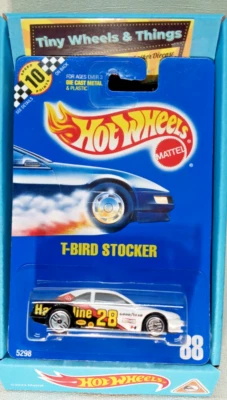 Tiny Wheels & Things
10
FOR AGES OVER 3
DIE CAST METAL
& PLASTIC
Hot Wheels
MATTEL
T-BIRD STOCKER
28
5298
88
Hot Wheels